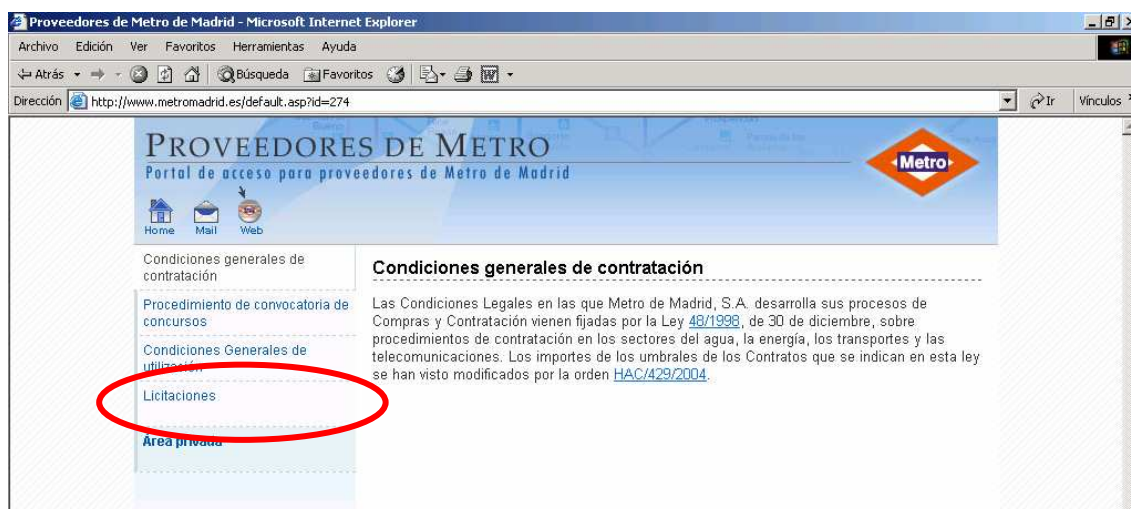 Proveedores de Metro de Madrid - Microsoft Internet Explorer
Archivo Edición Ver Favoritos Herramientas Ayuda
Atrás Búsqueda Favoritos
Dirección http://www.metromadrid.es/default.asp?id=274 Ir Vínculos
PROVEEDORES DE METRO
Portal de acceso para proveedores de Metro de Madrid
Metro
Home Mail Web
Condiciones generales de
contratación
Procedimiento de convocatoria de
concursos
Condiciones Generales de
utilización
Licitaciones
Área privada
Condiciones generales de contratación
Las Condiciones Legales en las que Metro de Madrid, S.A. desarrolla sus procesos de
Compras y Contratación vienen fijadas por la Ley 48/1998, de 30 de diciembre, sobre
procedimientos de contratación en los sectores del agua, la energía, los transportes y las
telecomunicaciones. Los importes de los umbrales de los Contratos que se indican en esta ley
se han visto modificados por la orden HAC/429/2004.